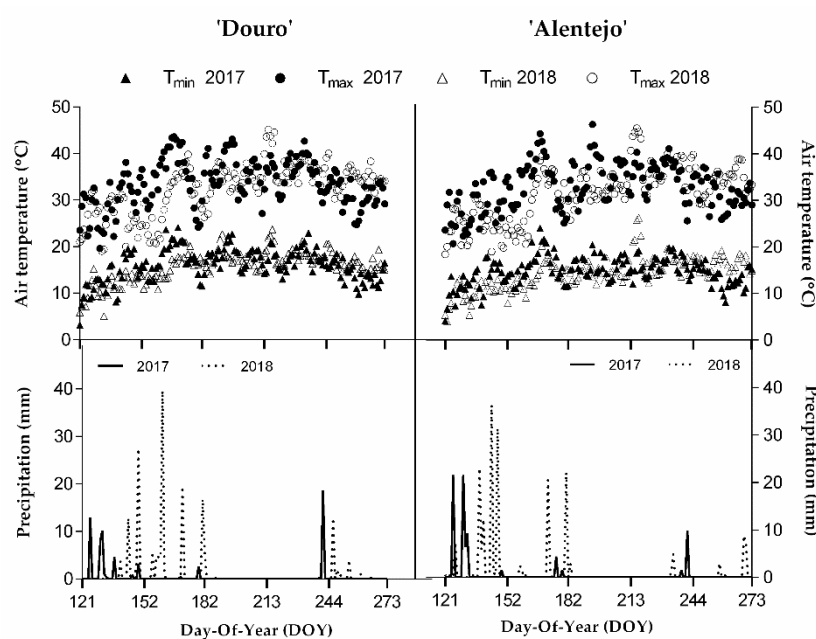 'Douro' 'Alentejo'
▲ Tmin 2017 ● Tmax 2017 △ Tmin 2018 ○ Tmax 2018
Air temperature (°C)
50
40
30
20
10
0
50
40
30
20
10
0
Air temperature (°C)
2017 2018
2017 2018
Precipitation (mm)
40
30
20
10
0
40
30
20
10
0
Precipitation (mm)
121 152 182 213 244 273
121 152 182 213 244 273
Day-Of-Year (DOY) Day-Of-Year (DOY)